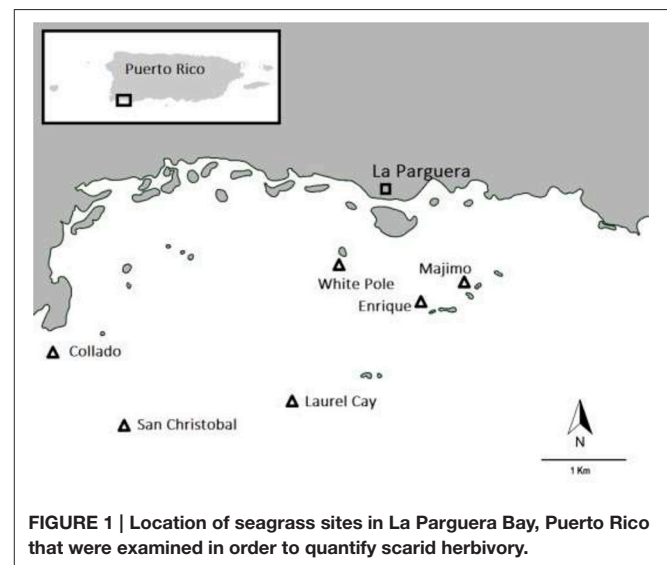 Puerto Rico
La Parguera
White Pole
Majimo
Enrique
Collado
Laurel Cay
San Christobal
N
1 Km
FIGURE 1 | Location of seagrass sites in La Parguera Bay, Puerto Rico
that were examined in order to quantify scarid herbivory.